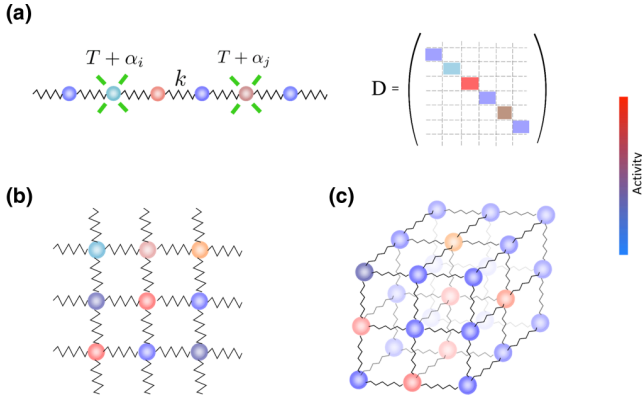 (a)
T + α_i
T + α_j
k
D =
Activity
(b)
(c)